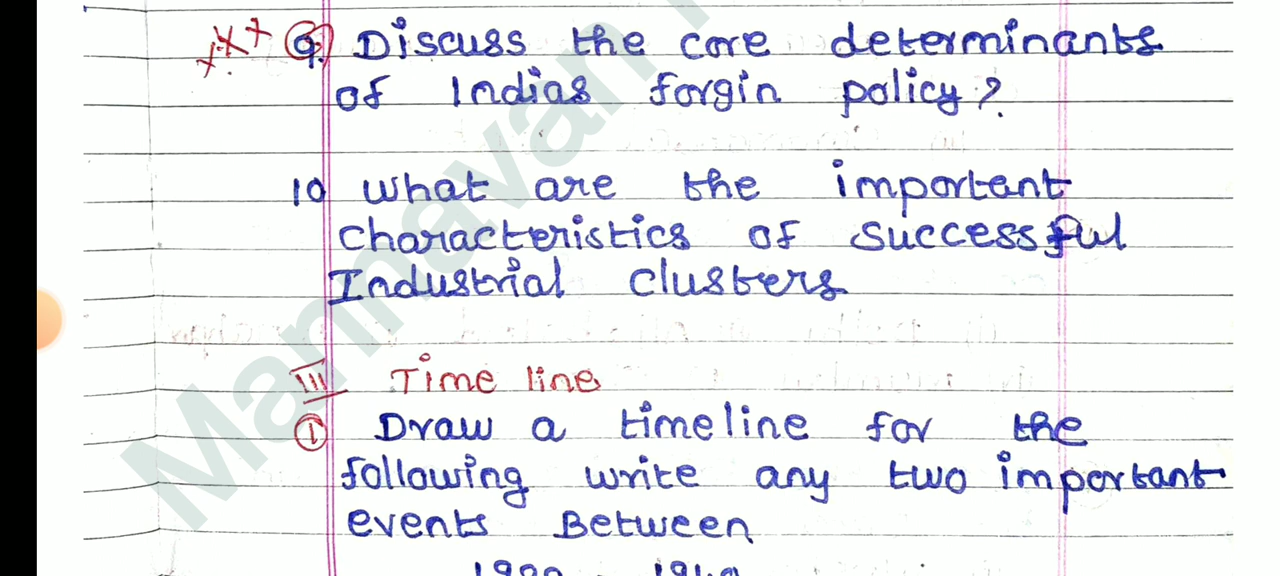 9. Discuss the core determinants
of Indias forgin policy?
10 What are the important
characteristics of successful
Industrial clusters
III Time line
① Draw a timeline for the
following write any two important
events Between
Mannavan